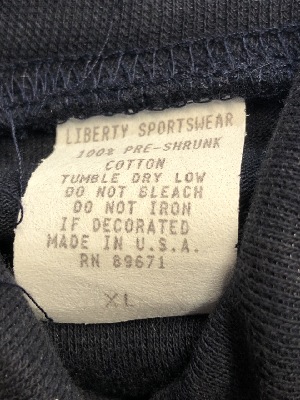 LIBERTY SPORTSWEAR
100% PRE-SHRUNK
COTTON
TUMBLE DRY LOW
DO NOT BLEACH
DO NOT IRON
IF DECORATED
MADE IN U.S.A.
RN 89671
XL